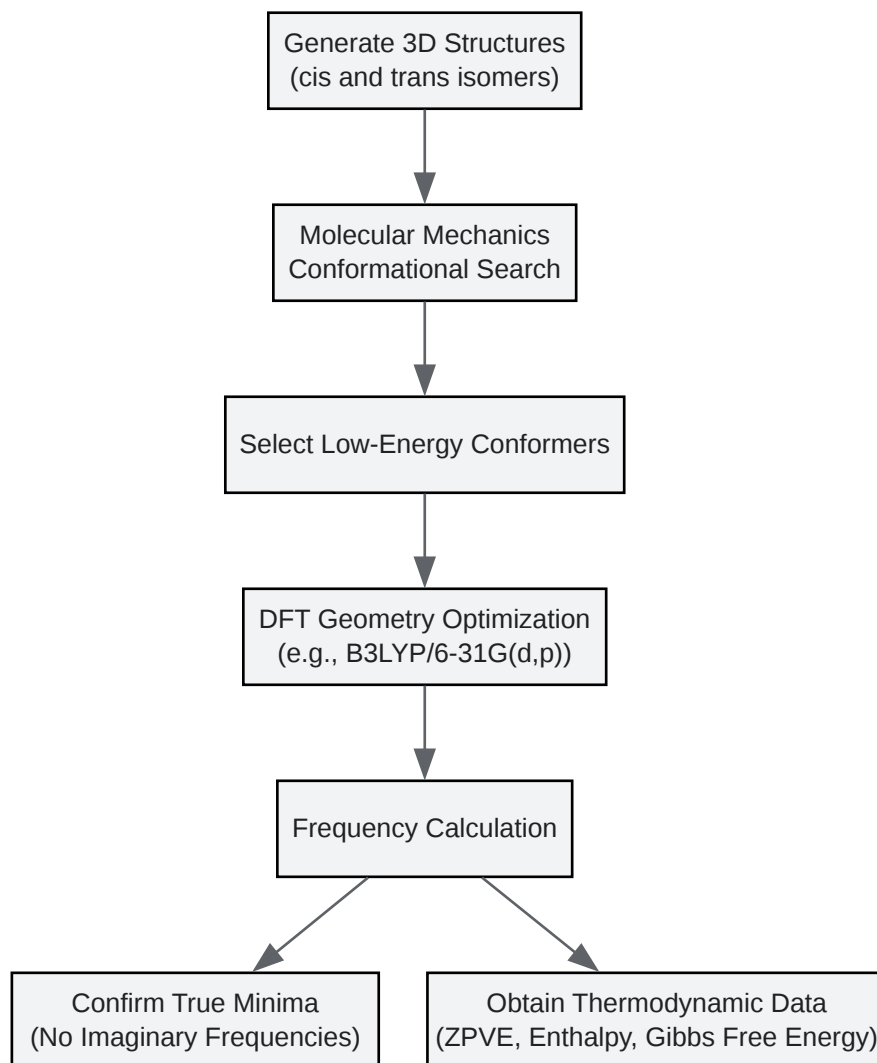 Generate 3D Structures
(cis and trans isomers)
Molecular Mechanics
Conformational Search
Select Low-Energy Conformers
DFT Geometry Optimization
(e.g., B3LYP/6-31G(d,p))
Frequency Calculation
Confirm True Minima
(No Imaginary Frequencies)
Obtain Thermodynamic Data
(ZPVE, Enthalpy, Gibbs Free Energy)